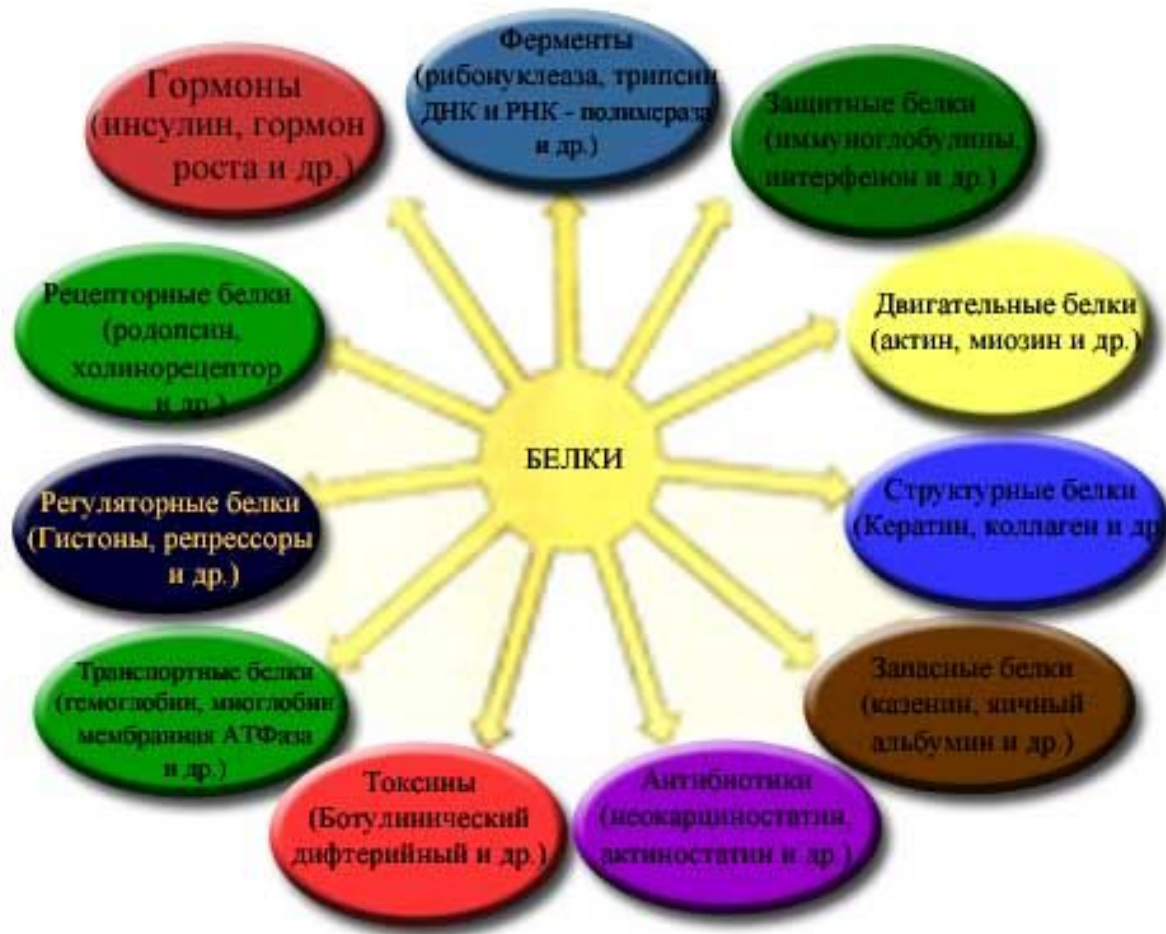 Гормоны
(инсулин, гормон
роста и др.)
Ферменты
(рибонуклеаза, трипсин
ДНК и РНК - полимераза
и др.)
Защитные белки
(иммуноглобулины,
интерфенон и др.)
Рецепторные белки
(родопсин,
холинорецептор
и др.)
Двигательные белки
(актин, миозин и др.)
БЕЛКИ
Регуляторные белки
(Гистоны, репрессоры
и др.)
Структурные белки
(Кератин, коллаген и др
Транспортные белки
(гемоглобин, миоглобин
мембранная АТФаза
и др.)
Запасные белки
(казенин, яичный
альбумин и др.)
Токсины
(Ботулинический
дифтерийный и др.)
Антибиотики
(неокарциностатин,
актиностатин и др.)